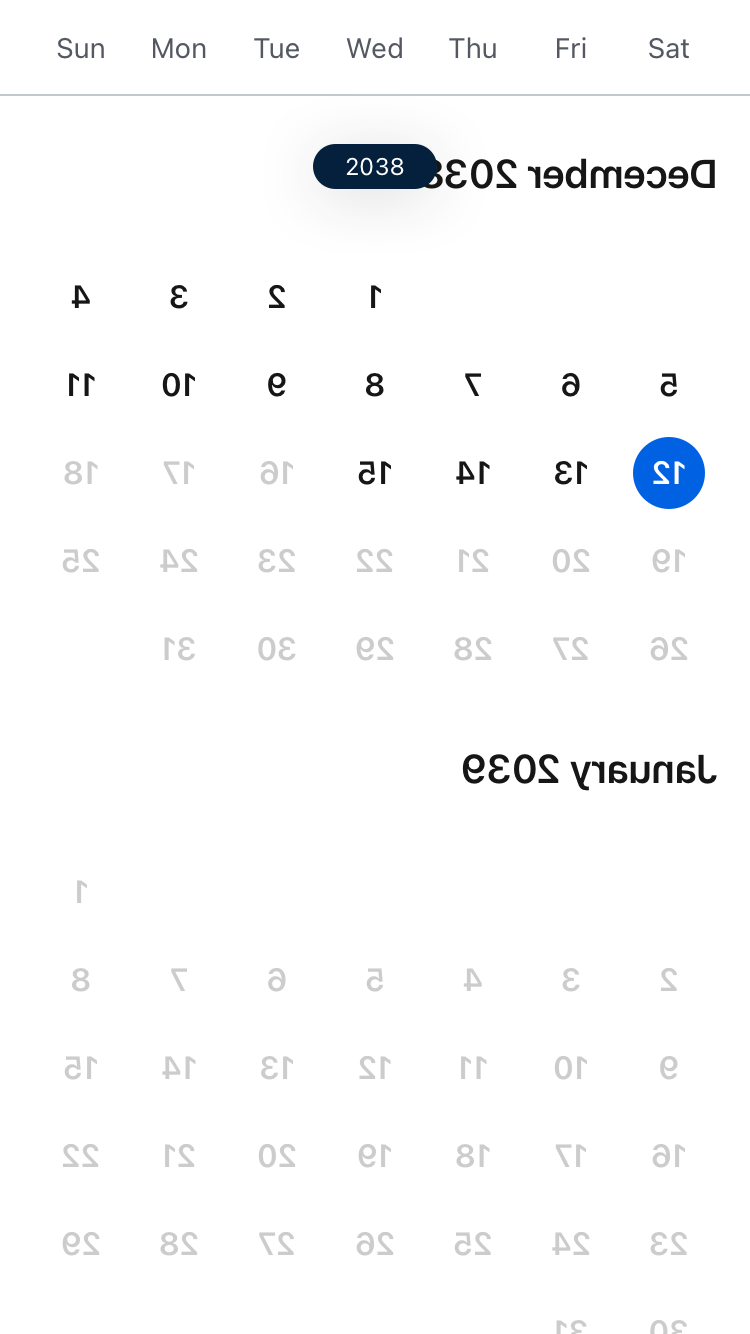 Sun Mon Tue Wed Thu Fri Sat
2038
December 2038
1 2 3 4
5 6 7 8 9 10 11
12 13 14 15 16 17 18
19 20 21 22 23 24 25
26 27 28 29 30 31
January 2039
1
2 3 4 5 6 7 8
9 10 11 12 13 14 15
16 17 18 19 20 21 22
23 24 25 26 27 28 29
30 31